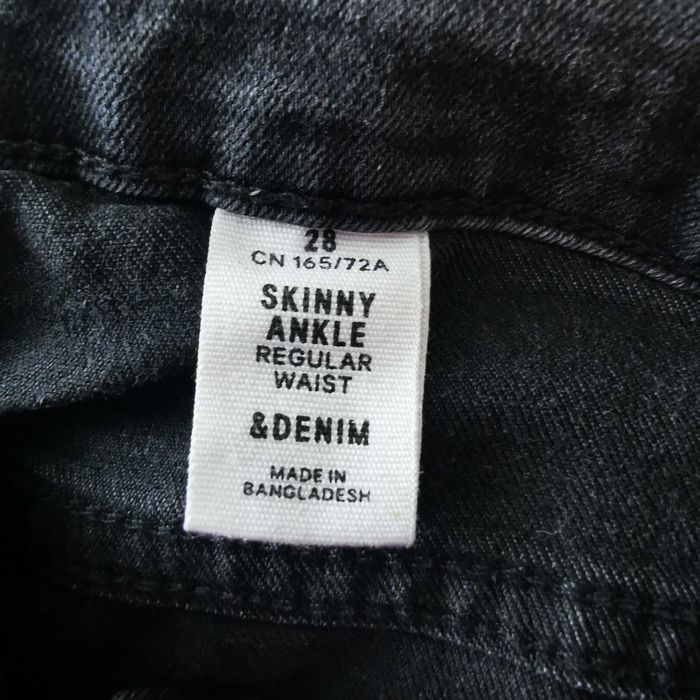 28
CN 165/72A
SKINNY
ANKLE
REGULAR
WAIST
&DENIM
MADE IN
BANGLADESH